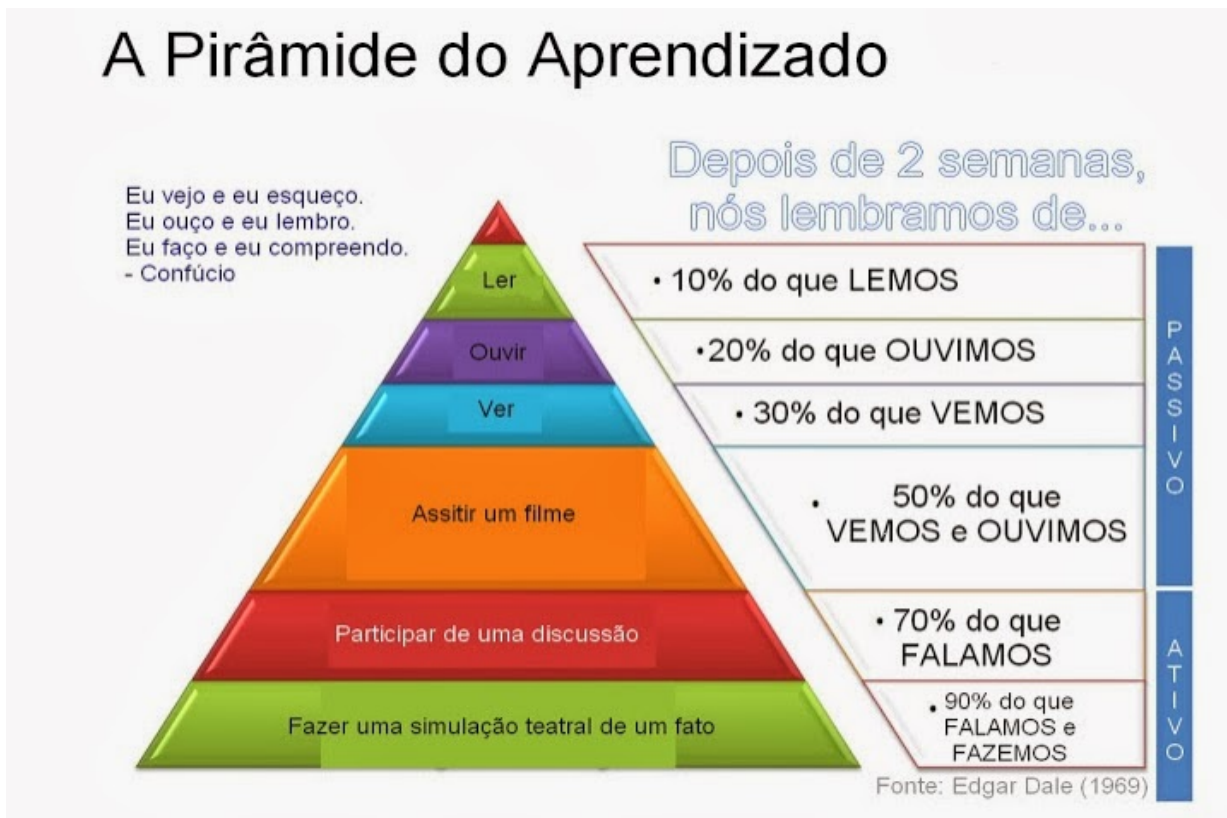 A Pirâmide do Aprendizado
Eu vejo e eu esqueço.
Eu ouço e eu lembro.
Eu faço e eu compreendo.
- Confúcio
Depois de 2 semanas,
nós lembramos de...
Ler
• 10% do que LEMOS
Ouvir
•20% do que OUVIMOS
Ver
• 30% do que VEMOS
Assitir um filme
• 50% do que
VEMOS e OUVIMOS
PASSIVO
Participar de uma discussão
• 70% do que
FALAMOS
Fazer uma simulação teatral de um fato
• 90% do que
FALAMOS e
FAZEMOS
ATIVO
Fonte: Edgar Dale (1969)